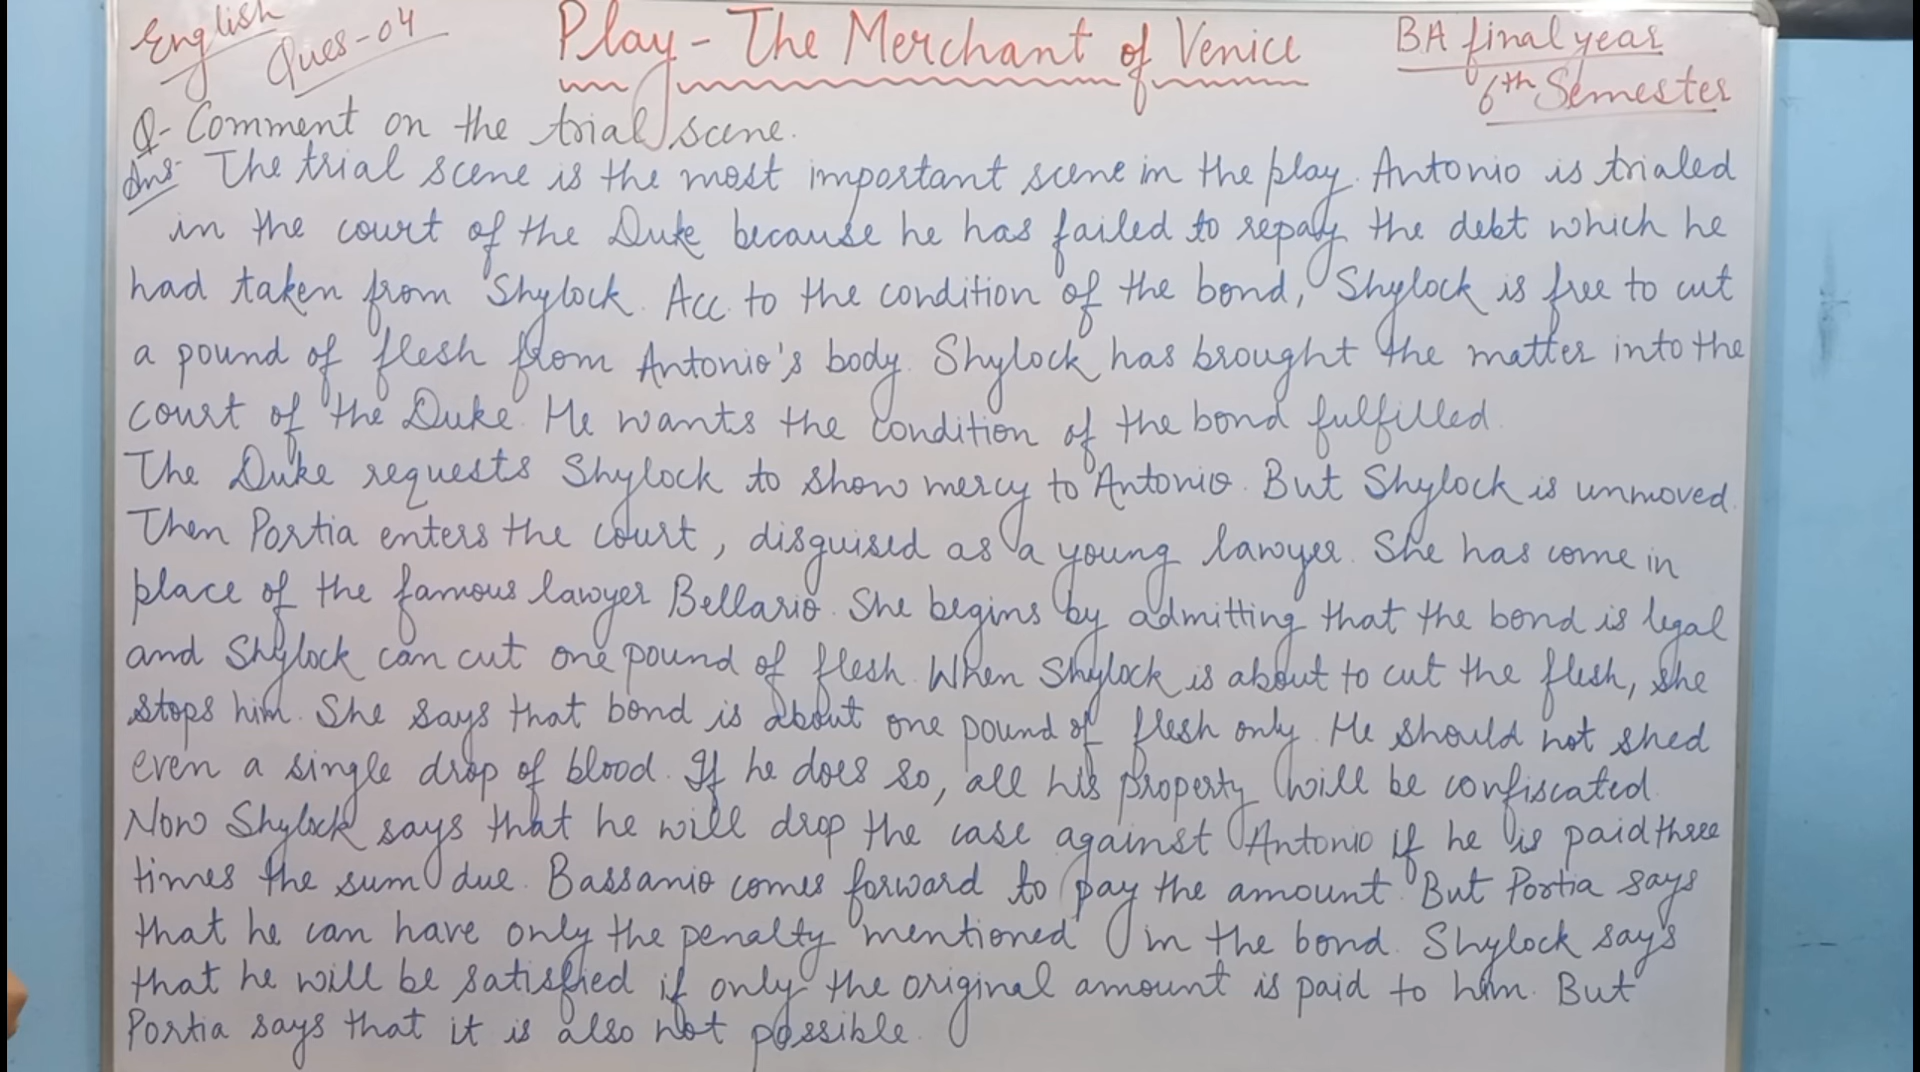 English
Ques-04
Play - The Merchant of Venice
BA final year
6th Semester
Q- Comment on the trial scene.
Ans- The trial scene is the most important scene in the play. Antonio is trialed
in the court of the Duke because he has failed to repay the debt which he
had taken from Shylock. Acc. to the condition of the bond, Shylock is free to cut
a pound of flesh from Antonio's body. Shylock has brought the matter into the
court of the Duke. He wants the condition of the bond fulfilled.
The Duke requests Shylock to show mercy to Antonio. But Shylock is unmoved.
Then Portia enters the court, disguised as a young lawyer. She has come in
place of the famous lawyer Bellario. She begins by admitting that the bond is legal
and Shylock can cut one pound of flesh. When Shylock is about to cut the flesh, she
stops him. She says that bond is about one pound of flesh only. He should not shed
even a single drop of blood. If he does so, all his property will be confiscated.
Now Shylock says that he will drop the case against Antonio if he is paid three
times the sum due. Bassanio comes forward to pay the amount. But Portia says
that he can have only the penalty mentioned in the bond. Shylock says
that he will be satisfied if only the original amount is paid to him. But
Portia says that it is also not possible.